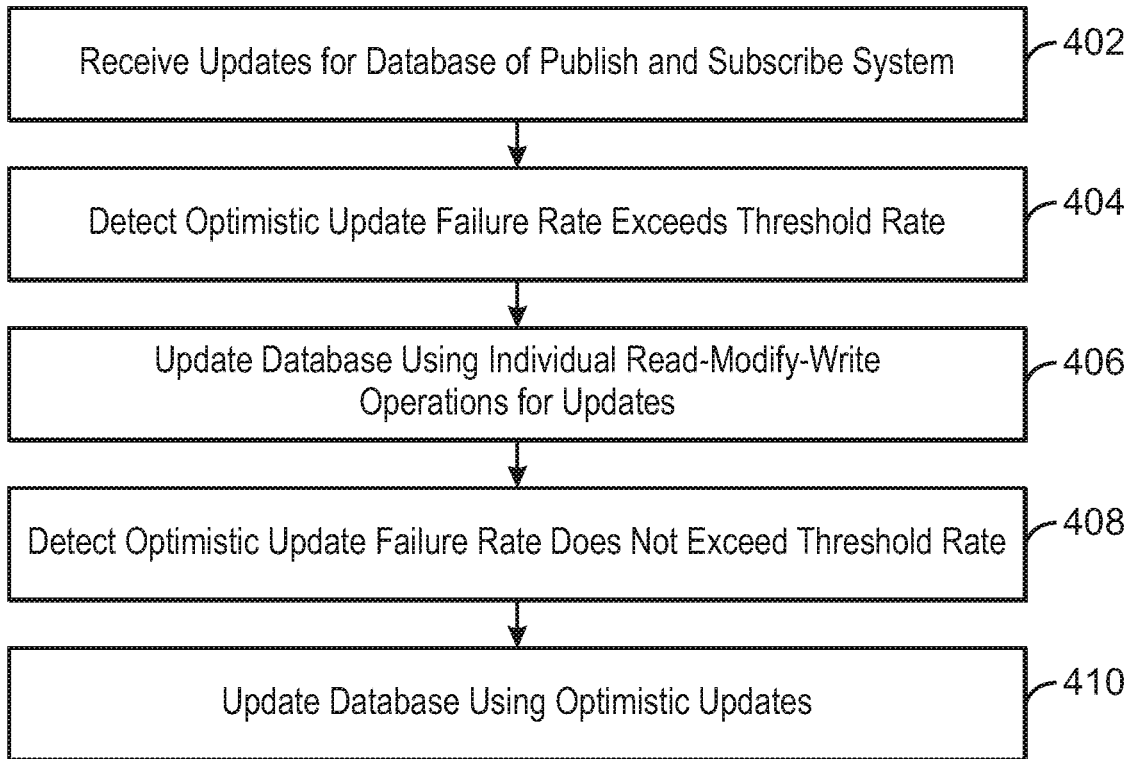 Receive Updates for Database of Publish and Subscribe System
402
Detect Optimistic Update Failure Rate Exceeds Threshold Rate
404
Update Database Using Individual Read-Modify-Write
Operations for Updates
406
Detect Optimistic Update Failure Rate Does Not Exceed Threshold Rate
408
Update Database Using Optimistic Updates
410